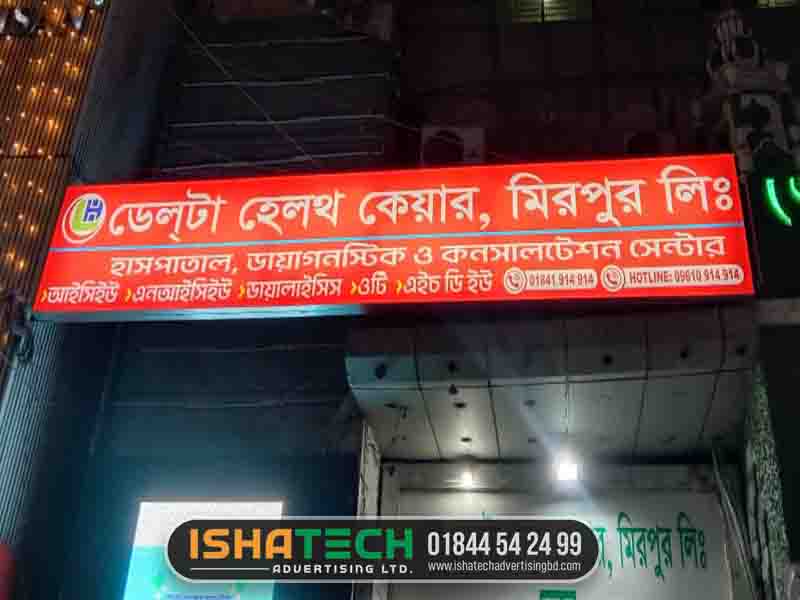 ডেল্টা হেলথ কেয়ার, মিরপুর লিঃ
হাসপাতাল, ডায়াগনস্টিক ও কনসালটেশন সেন্টার
›আইসিইউ ›এনআইসিইউ ›ডায়ালাইসিস ›ওটি ›এইচ ডি ইউ 01841 914 914 HOTLINE: 09610 914 914
মিরপুর লিঃ
ISHATECH
ADVERTISING LTD.
01844 54 24 99
www.ishatechadvertisingbd.com